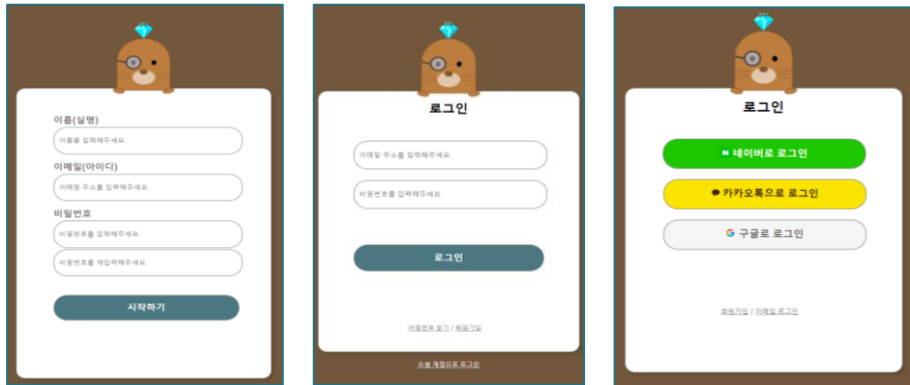 이름(실명)
이름을 입력해주세요.
이메일(아이디)
이메일 주소를 입력해주세요.
비밀번호
비밀번호를 입력해주세요.
비밀번호를 재입력해주세요.
시작하기
로그인
이메일 주소를 입력해주세요.
비밀번호를 입력해주세요.
로그인
비밀번호 찾기 / 회원가입
소셜 계정으로 로그인
로그인
N 네이버로 로그인
카카오톡으로 로그인
G 구글로 로그인
회원가입 / 이메일 로그인